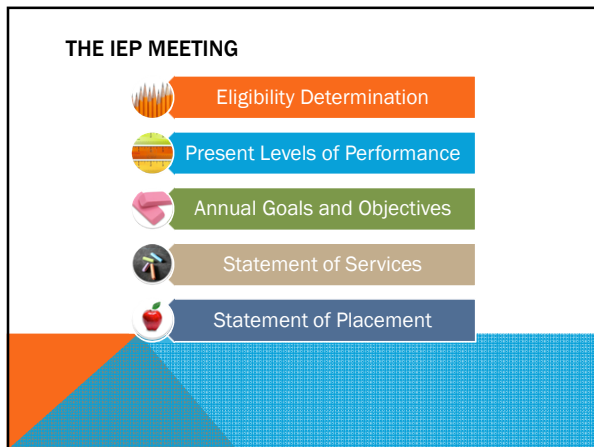 THE IEP MEETING
Eligibility Determination
Present Levels of Performance
Annual Goals and Objectives
Statement of Services
Statement of Placement